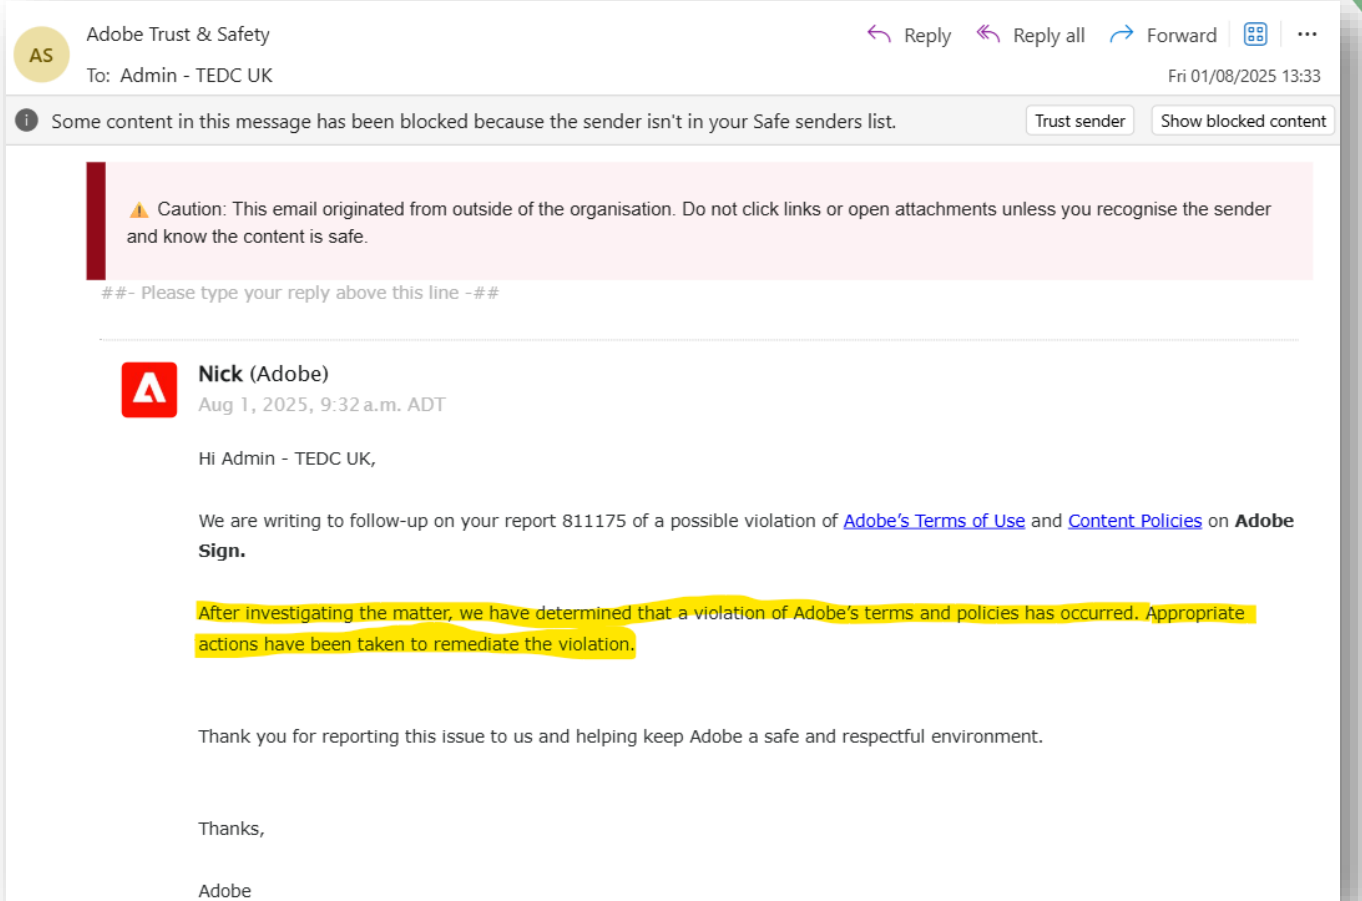 Adobe Trust & Safety
Reply
Reply all
Forward
AS
To: Admin - TEDC UK
Fri 01/08/2025 13:33
Some content in this message has been blocked because the sender isn't in your Safe senders list.
Trust sender
Show blocked content
Caution: This email originated from outside of the organisation. Do not click links or open attachments unless you recognise the sender
and know the content is safe.
##- Please type your reply above this line -##
Nick (Adobe)
Aug 1, 2025, 9:32 a.m. ADT
Hi Admin - TEDC UK,
We are writing to follow-up on your report 811175 of a possible violation of Adobe’s Terms of Use and Content Policies on Adobe
Sign.
After investigating the matter, we have determined that a violation of Adobe’s terms and policies has occurred. Appropriate
actions have been taken to remediate the violation.
Thank you for reporting this issue to us and helping keep Adobe a safe and respectful environment.
Thanks,
Adobe